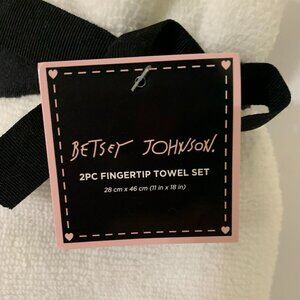 BETSEY JOHNSON.
2PC FINGERTIP TOWEL SET
28 cm x 46 cm (11 in x 18 in)